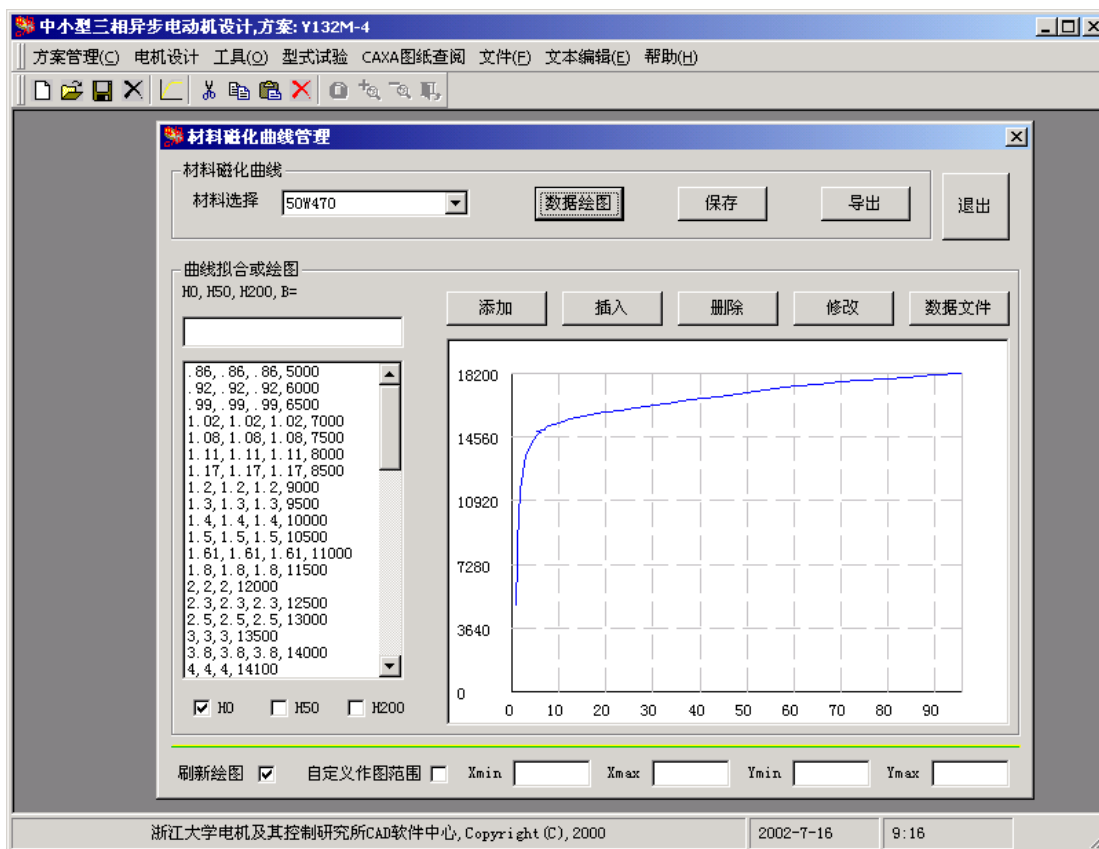 中小型三相异步电动机设计,方案:Y132M-4
方案管理(C) 电机设计 工具(O) 型式试验 CAXA图纸查阅 文件(F) 文本编辑(E) 帮助(H)
材料磁化曲线管理
材料磁化曲线
材料选择 50W470 数据绘图 保存 导出 退出
曲线拟合或绘图
H0, H50, H200, B=
添加 插入 删除 修改 数据文件
.86, .86, .86, 5000
.92, .92, .92, 6000
.99, .99, .99, 6500
1.02, 1.02, 1.02, 7000
1.08, 1.08, 1.08, 7500
1.11, 1.11, 1.11, 8000
1.17, 1.17, 1.17, 8500
1.2, 1.2, 1.2, 9000
1.3, 1.3, 1.3, 9500
1.4, 1.4, 1.4, 10000
1.5, 1.5, 1.5, 10500
1.61, 1.61, 1.61, 11000
1.8, 1.8, 1.8, 11500
2, 2, 2, 12000
2.3, 2.3, 2.3, 12500
2.5, 2.5, 2.5, 13000
3, 3, 3, 13500
3.8, 3.8, 3.8, 14000
4, 4, 4, 14100
18200
14560
10920
7280
3640
0
0 10 20 30 40 50 60 70 80 90
H0 H50 H200
刷新绘图 自定义作图范围 Xmin Xmax Ymin Ymax
浙江大学电机及其控制研究所CAD软件中心, Copyright (C), 2000 2002-7-16 9:16